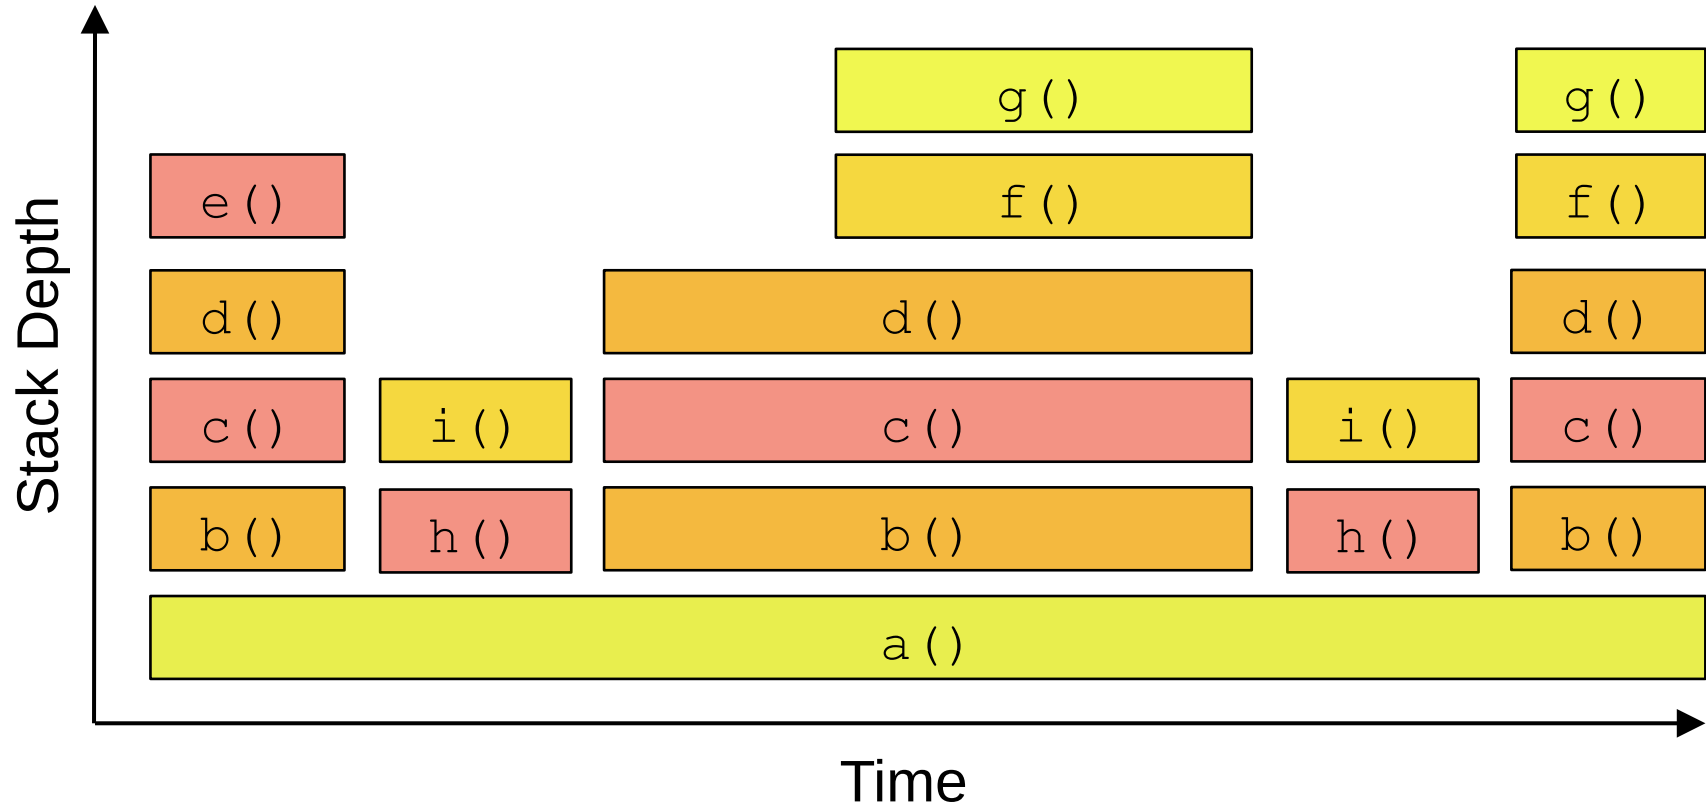 g() g()
e() f() f()
d() d() d()
c() i() c() i() c()
b() h() b() h() b()
a()
Stack Depth
Time